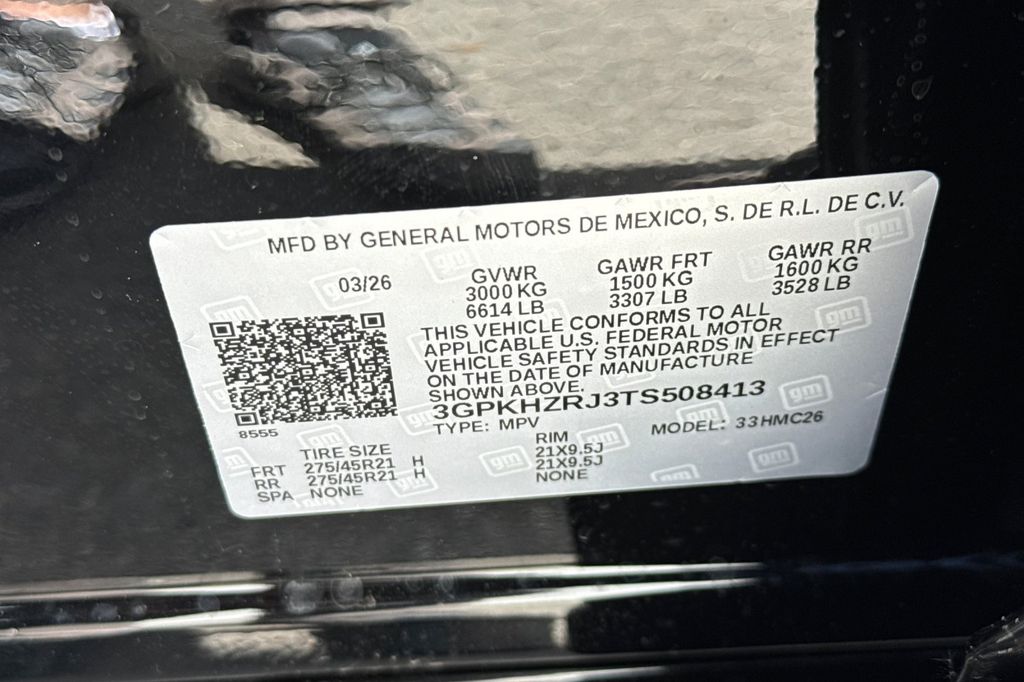 MFD BY GENERAL MOTORS DE MEXICO, S. DE R.L. DE C.V.
03/26 GVWR GAWR FRT GAWR RR
3000 KG 1500 KG 1600 KG
6614 LB 3307 LB 3528 LB
THIS VEHICLE CONFORMS TO ALL
APPLICABLE U.S. FEDERAL MOTOR
VEHICLE SAFETY STANDARDS IN EFFECT
ON THE DATE OF MANUFACTURE
SHOWN ABOVE.
3GPKHZRJ3TS508413
8555 TYPE: MPV MODEL: 33HMC26
TIRE SIZE RIM
FRT 275/45R21 H 21X9.5J
RR 275/45R21 H 21X9.5J
SPA NONE NONE